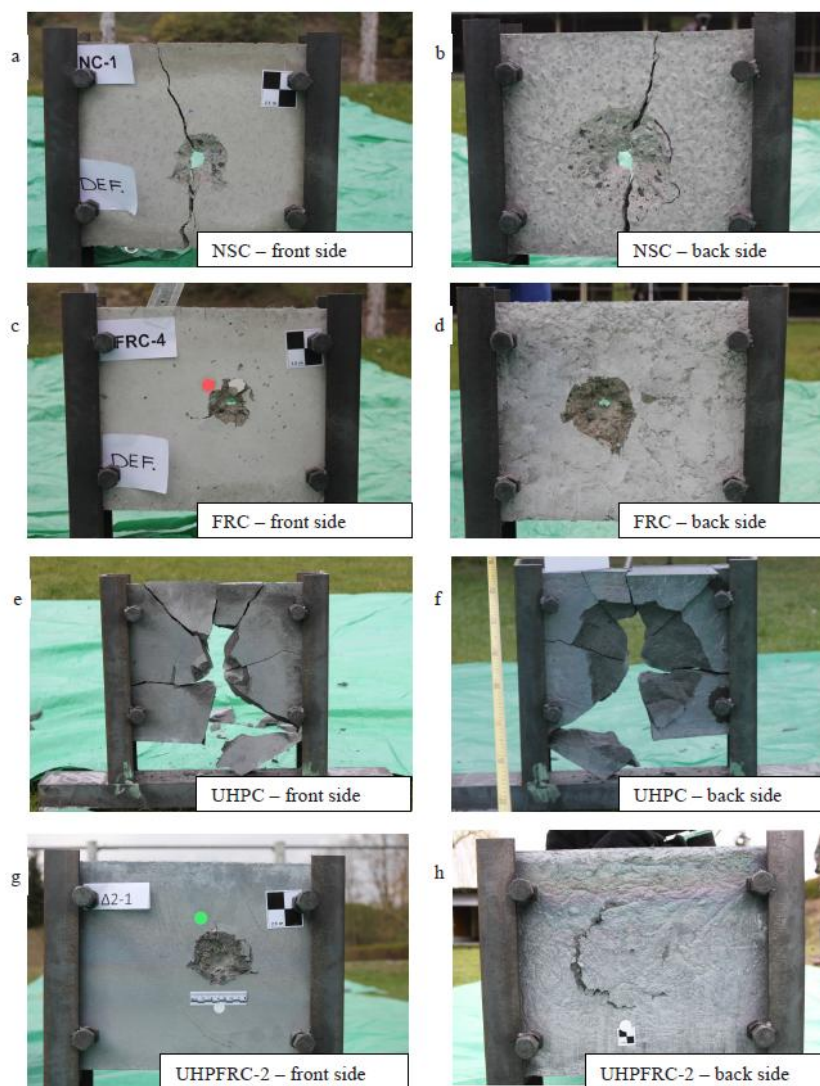 a
NC-1
DEF.
NSC – front side
b
NSC – back side
c
FRC-4
DEF.
FRC – front side
d
FRC – back side
e
UHPC – front side
f
UHPC – back side
g
Δ2-1
UHPFRC-2 – front side
h
UHPFRC-2 – back side